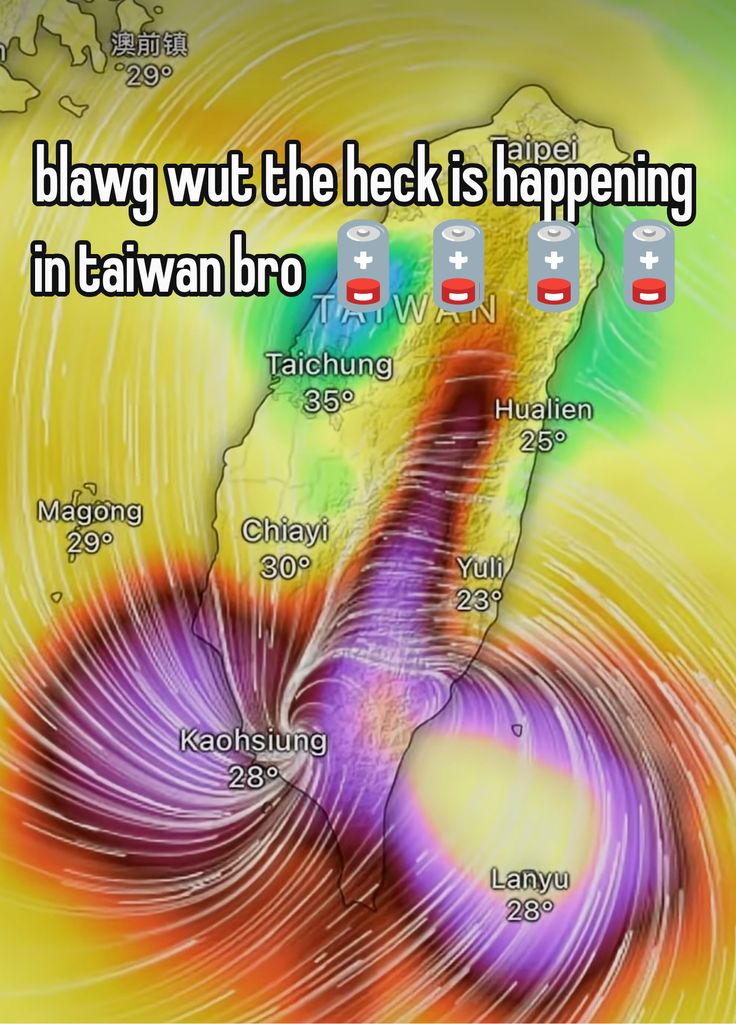 澳前镇
29°
Taipei
blawg wut the heck is happening
in taiwan bro 🪫 🪫 🪫 🪫
TAIWAN
Taichung
35°
Hualien
25°
Magong
29°
Chiayi
30°
Yuli
23°
Kaohsiung
28°
Lanyu
28°